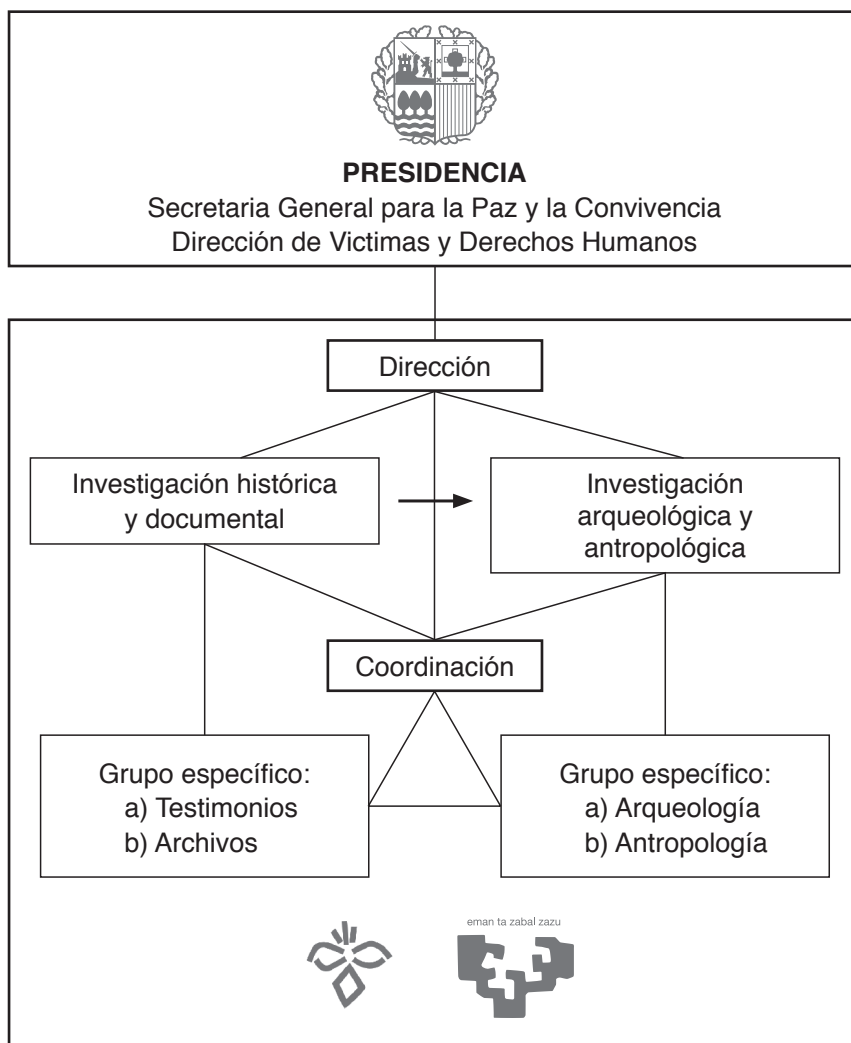 PRESIDENCIA
Secretaria General para la Paz y la Convivencia
Dirección de Victimas y Derechos Humanos
Dirección
Investigación histórica
y documental
Investigación
arqueológica y
antropológica
Coordinación
Grupo específico:
a) Testimonios
b) Archivos
Grupo específico:
a) Arqueología
b) Antropología
eman ta zabal zazu